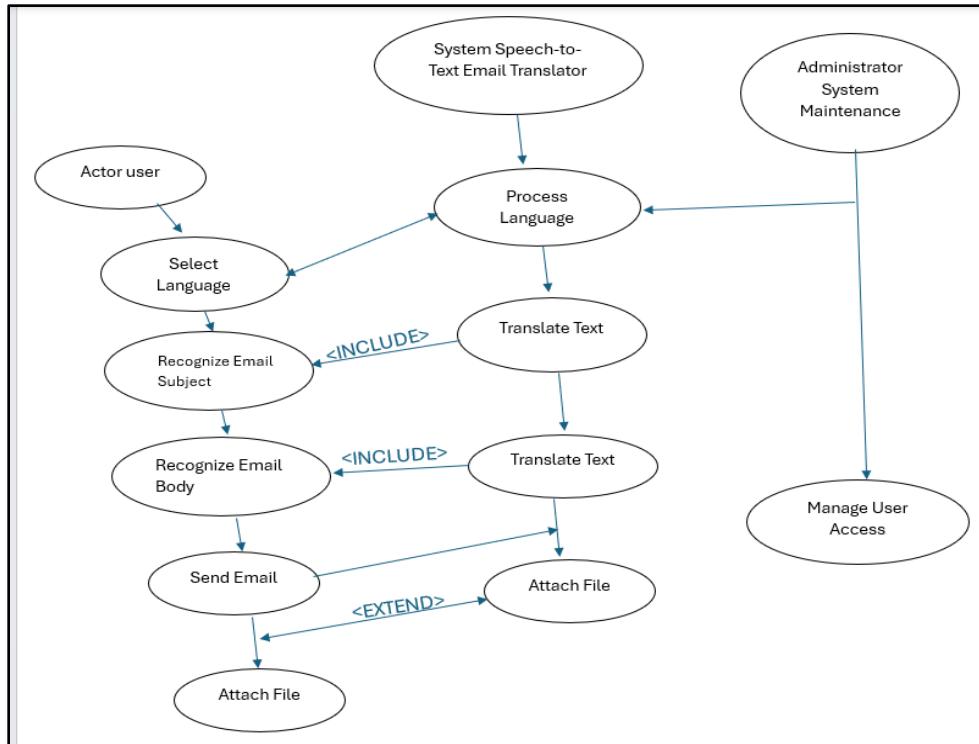 System Speech-to-
Text Email Translator
Administrator
System
Maintenance
Actor user
Process
Language
Select
Language
Translate Text
<INCLUDE>
Recognize Email
Subject
Recognize Email
Body
<INCLUDE>
Translate Text
Manage User
Access
Send Email
Attach File
<EXTEND>
Attach File